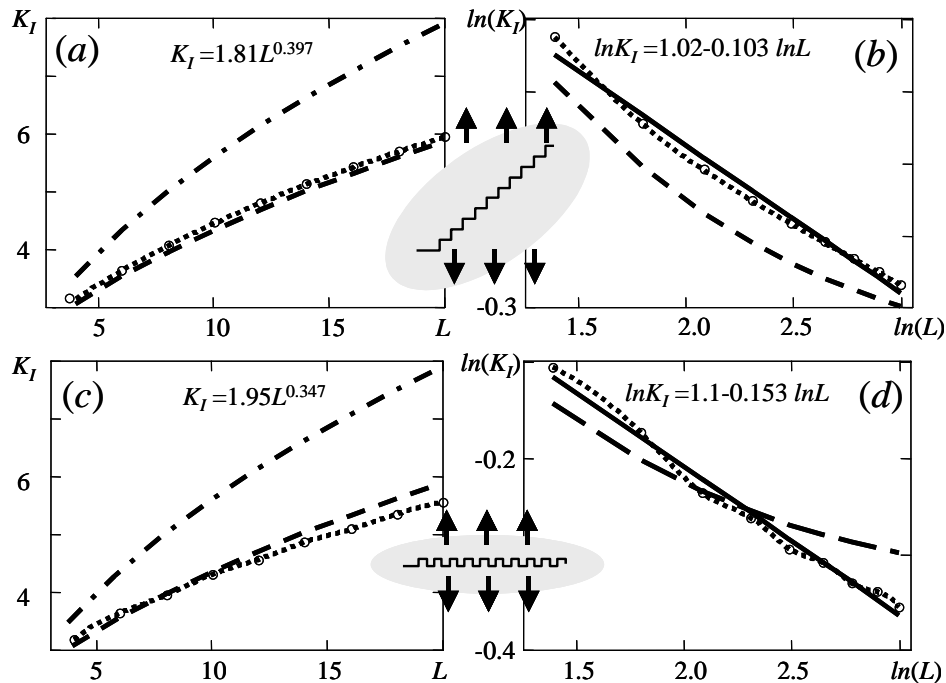 K_I
(a)
K_I=1.81L^0.397
6
4
5
10
15
L
ln(K_I)
(b)
lnK_I=1.02-0.103 lnL
-0.3
1.5
2.0
2.5
ln(L)
K_I
(c)
K_I=1.95L^0.347
6
4
5
10
15
L
ln(K_I)
(d)
lnK_I=1.1-0.153 lnL
-0.2
-0.4
1.5
2.0
2.5
ln(L)